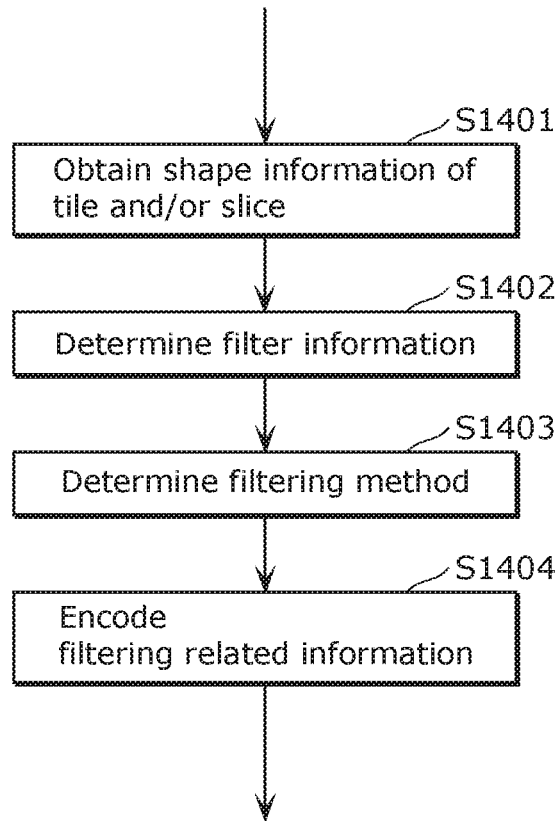 S1401
Obtain shape information of
tile and/or slice
S1402
Determine filter information
S1403
Determine filtering method
S1404
Encode
filtering related information